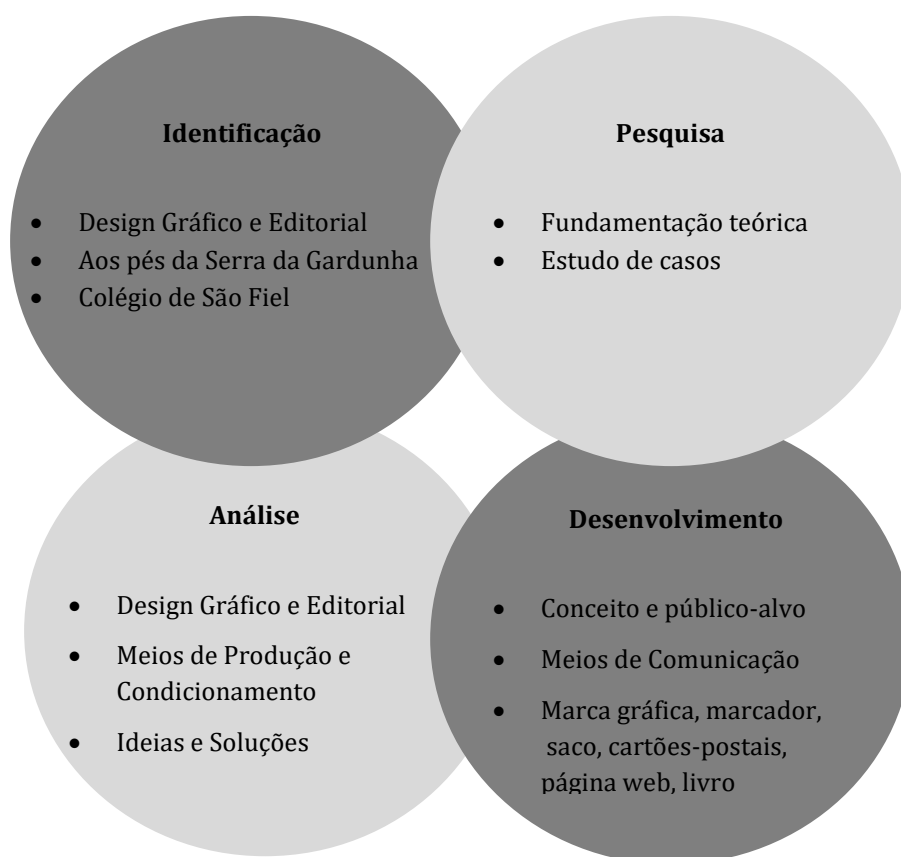 Identificação
• Design Gráfico e Editorial
• Aos pés da Serra da Gardunha
• Colégio de São Fiel
Pesquisa
• Fundamentação teórica
• Estudo de casos
Análise
• Design Gráfico e Editorial
• Meios de Produção e
Condicionamento
• Ideias e Soluções
Desenvolvimento
• Conceito e público-alvo
• Meios de Comunicação
• Marca gráfica, marcador,
saco, cartões-postais,
página web, livro